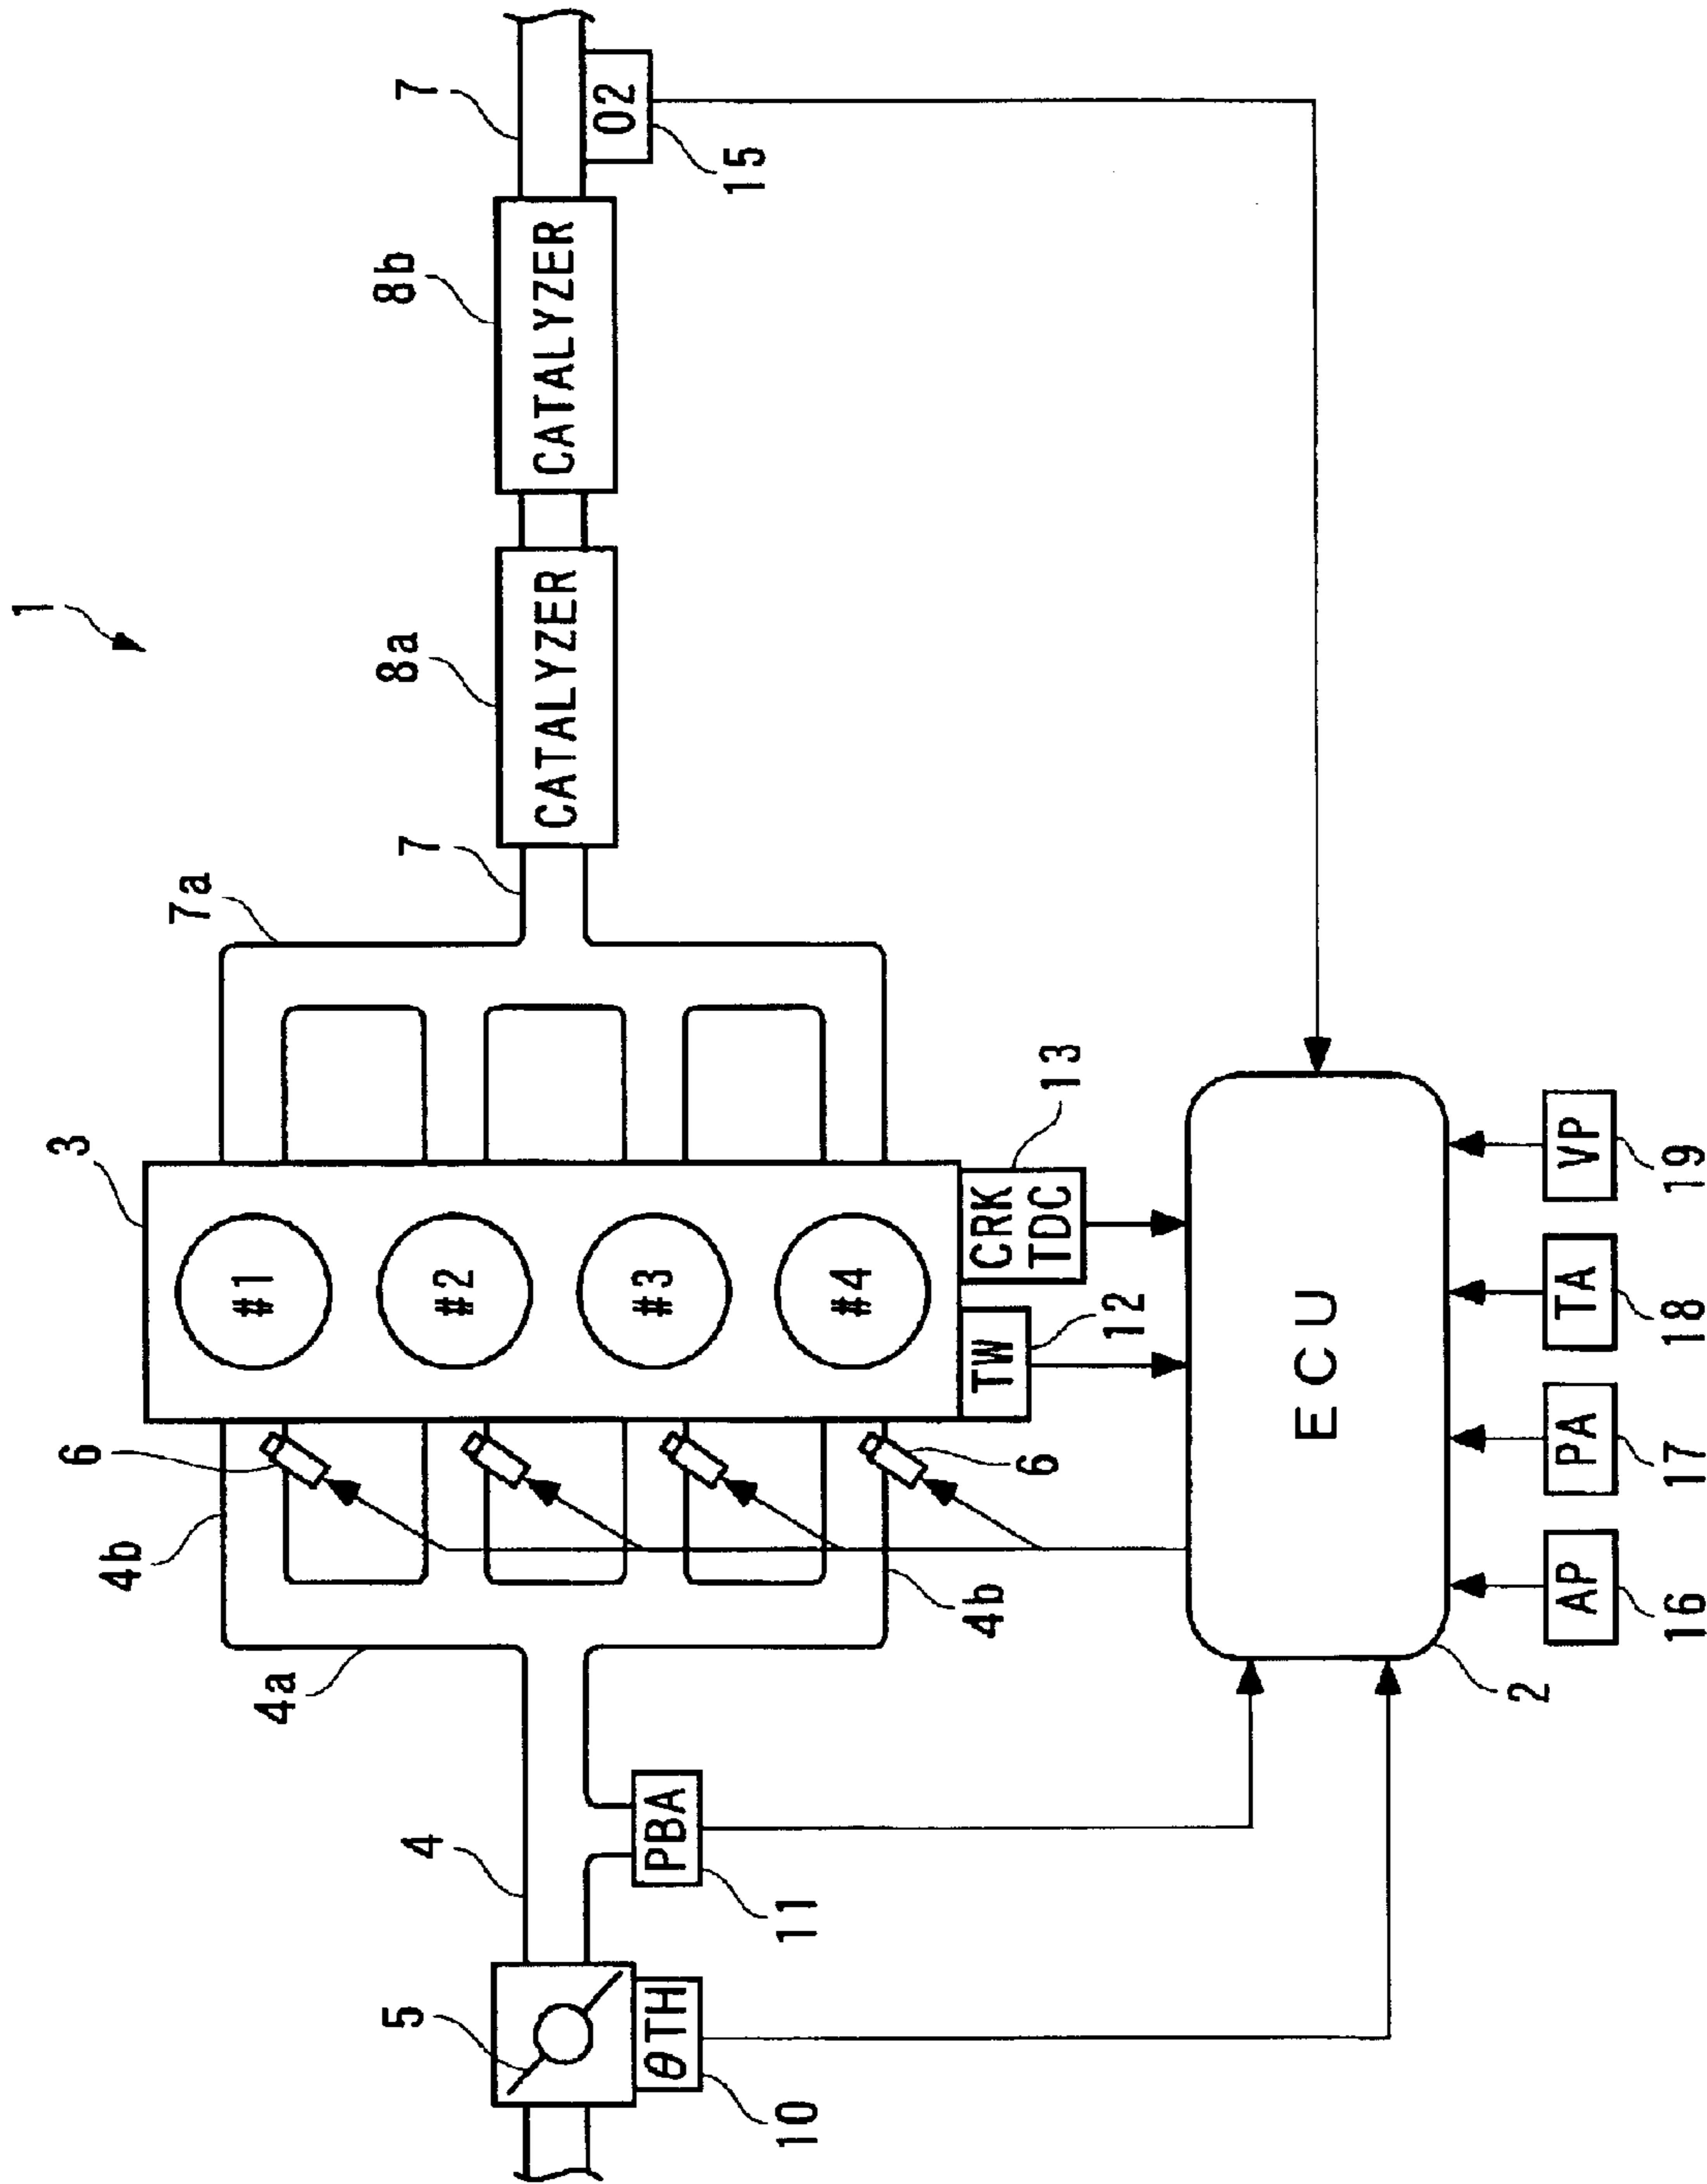 1
3
7a
7
8a
8b
7
4b
6
4a
4
5
#1
#2
#3
#4
CATALYZER
CATALYZER
O2
15
θTH
10
PBA
11
4b
6
TW
12
CRK
TDC
13
ECU
2
AP
16
PA
17
TA
18
VP
19